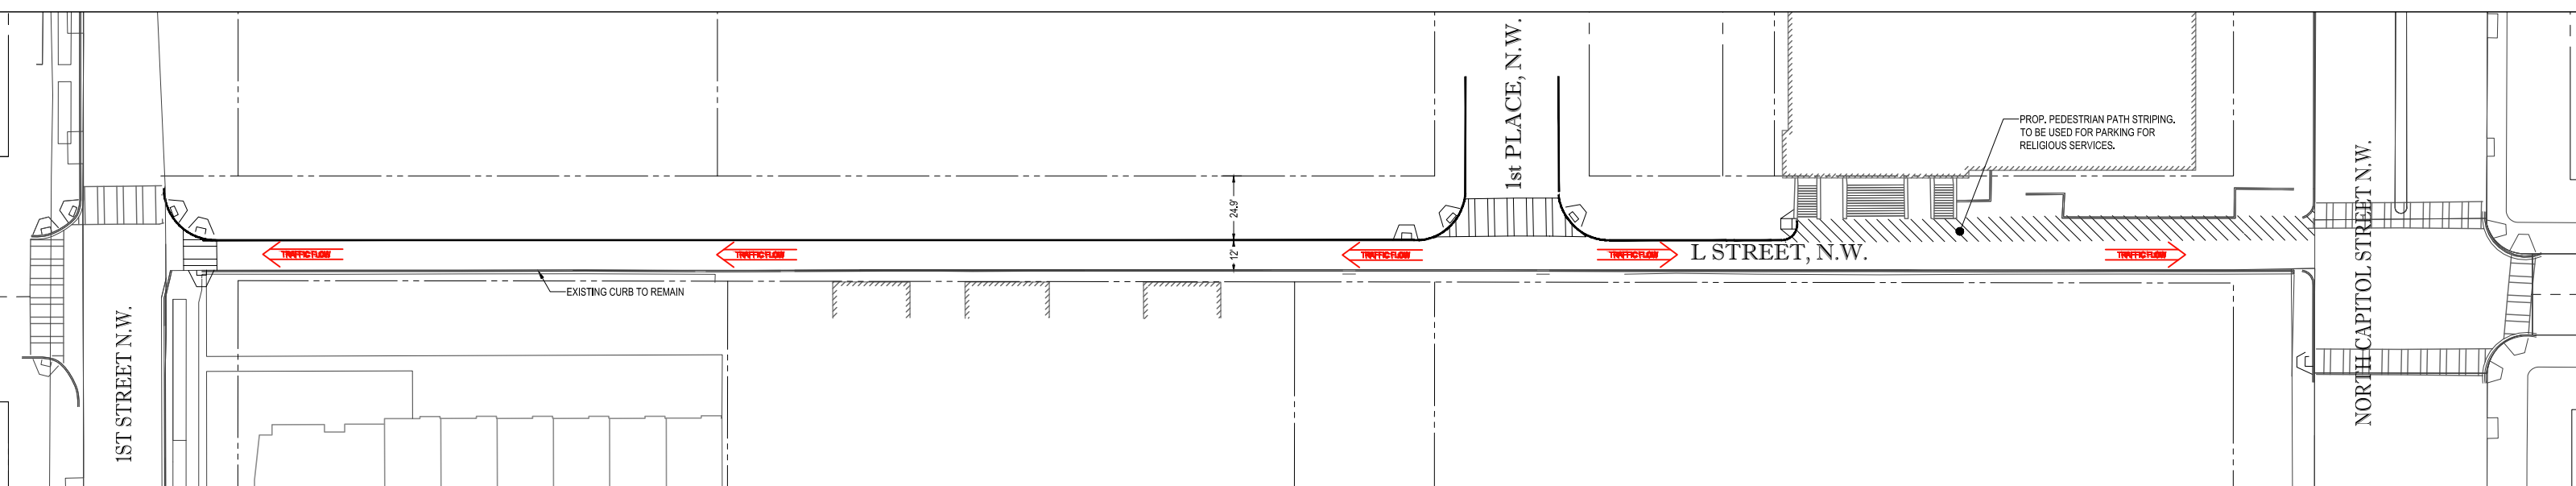 1st PLACE, N.W.
PROP. PEDESTRIAN PATH STRIPING.
TO BE USED FOR PARKING FOR
RELIGIOUS SERVICES.
24.9'
12'
TRAFFIC FLOW
TRAFFIC FLOW
TRAFFIC FLOW
TRAFFIC FLOW
L STREET, N.W.
TRAFFIC FLOW
EXISTING CURB TO REMAIN
1ST STREET N.W.
NORTH CAPITOL STREET N.W.